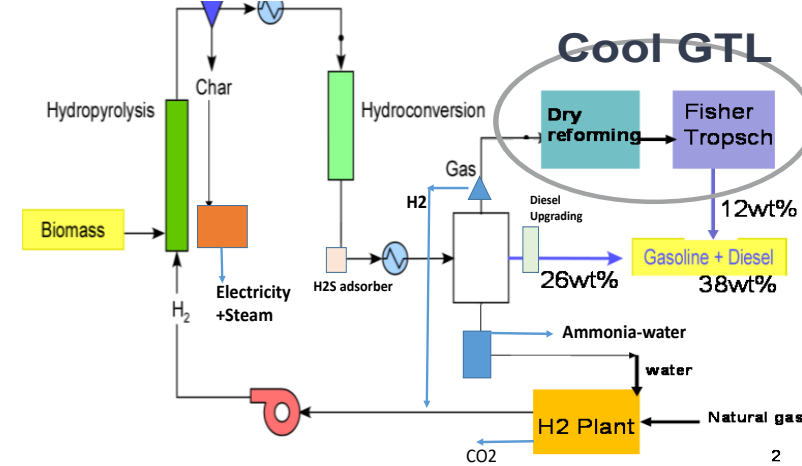 Cool GTL
Char
Hydropyrolysis
Hydroconversion
Dry
reforming
Fisher
Tropsch
Gas
H2
Diesel
Upgrading
12wt%
Biomass
Gasoline + Diesel
26wt%
38wt%
H2S adsorber
Electricity
+Steam
H2
Ammonia-water
water
H2 Plant
Natural gas
CO2
2